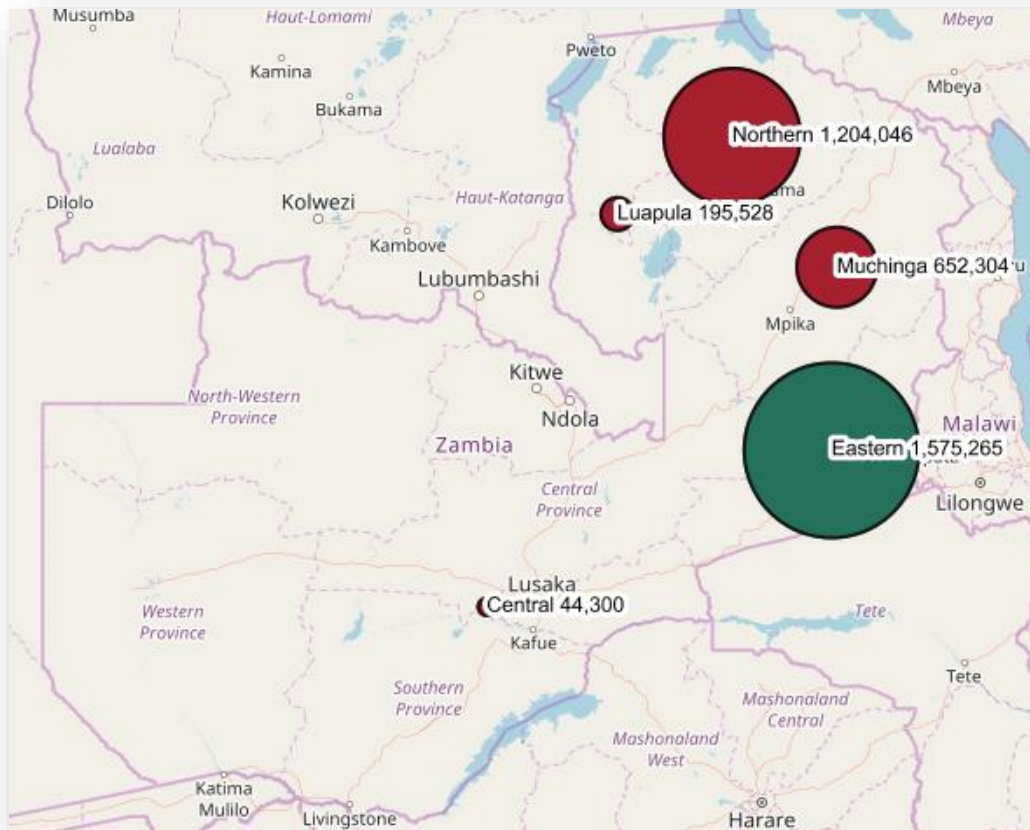 Musumba
Haut-Lomami
Mbeya
Pweto
Kamina
Mbeya
Bukama
Northern 1,204,046
Lualaba
Dilolo
Kolwezi
Haut-Katanga
Luapula 195,528
Kambove
Lubumbashi
Muchinga 652,304
Mpika
Kitwe
North-Western
Province
Ndola
Zambia
Malawi
Eastern 1,575,265
Central
Province
Lilongwe
Lusaka
Central 44,300
Western
Province
Kafue
Tete
Southern
Province
Tete
Mashonaland
Central
Mashonaland
West
Katima
Mulilo
Livingstone
Harare